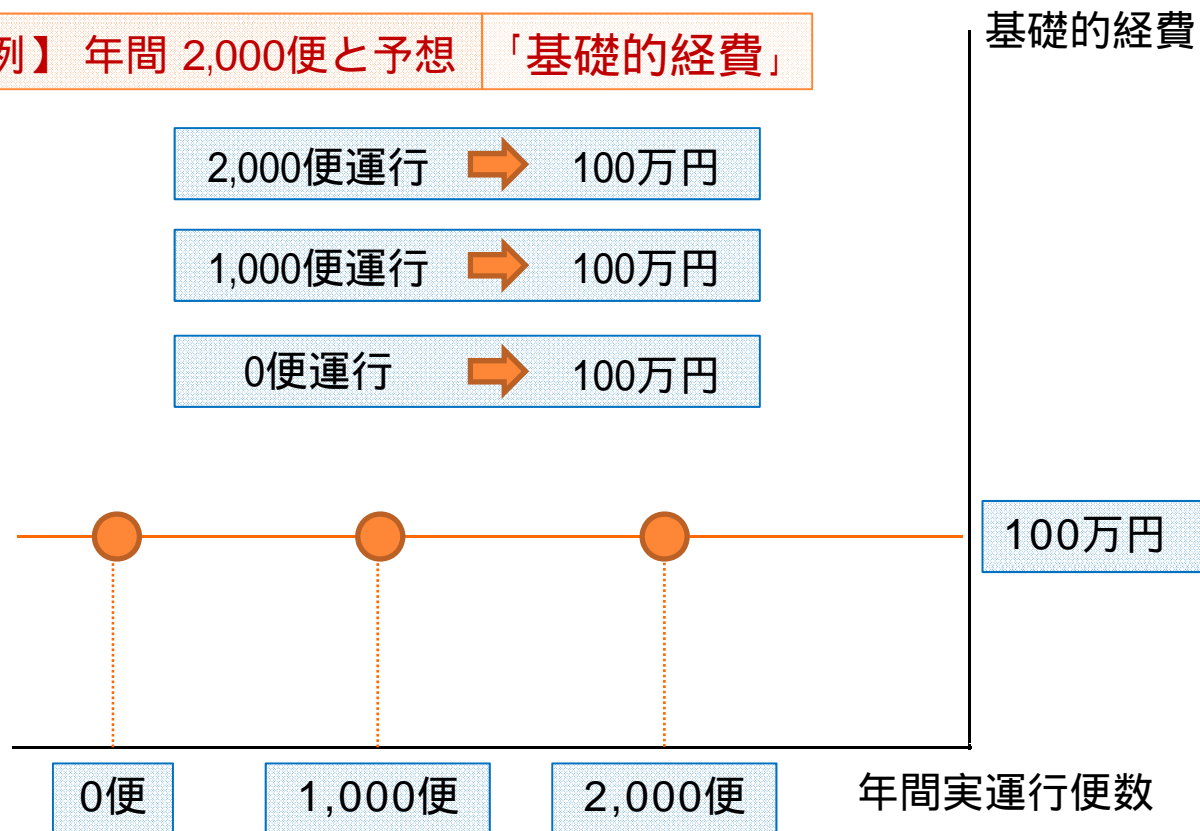 例】 年間 2,000便と予想 「基礎的経費」
基礎的経費
2,000便運行 100万円
1,000便運行 100万円
0便運行 100万円
100万円
0便 1,000便 2,000便 年間実運行便数